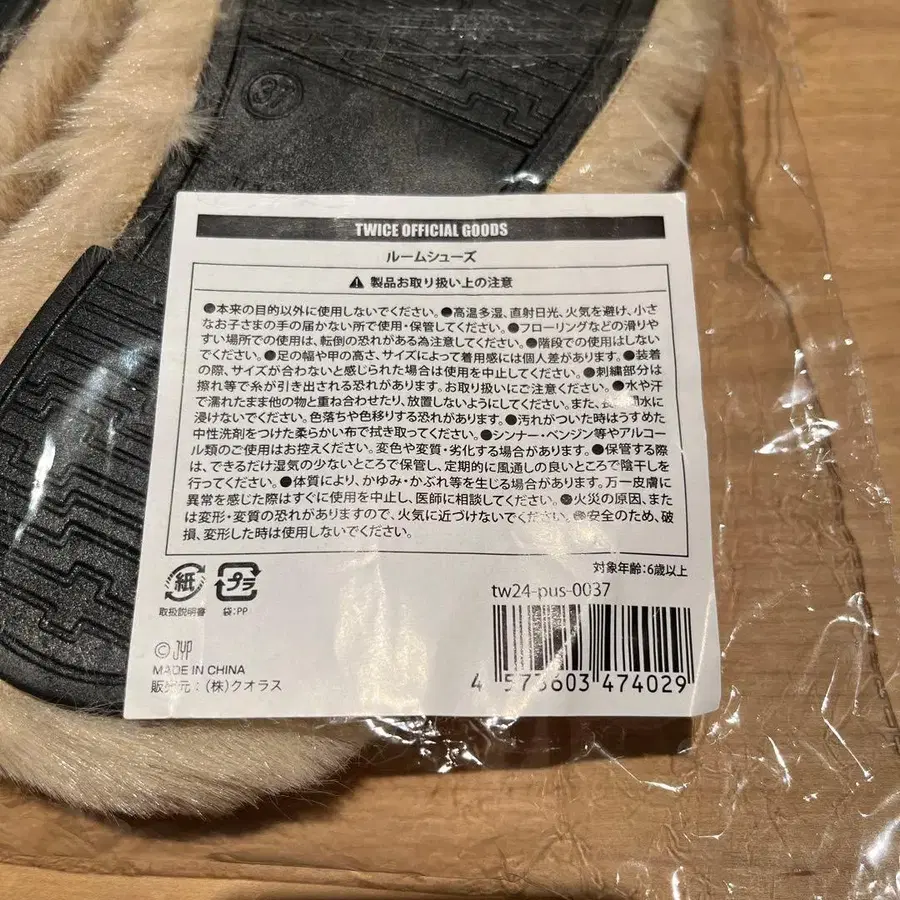 37
TWICE OFFICIAL GOODS
ルームシューズ
⚠ 製品お取り扱い上の注意
●本来の目的以外に使用しないでください。●高温多湿、直射日光、火気を避け、小さ
なお子さまの手の届かない所で使用・保管してください。●フローリングなどの滑りや
すい場所での使用は、転倒の恐れがある為注意してください。●階段での使用はしない
でください。●足の幅や甲の高さ、サイズによって着用感には個人差があります。●装着
の際、サイズが合わないと感じられた場合は使用を中止してください。●刺繍部分は
擦れ等で糸が引き出される恐れがあります。お取り扱いにご注意ください。●水や汗
で濡れたまま他の物と重ね合わせたり、放置しないようにしてください。また、長時間水に
浸けないでください。色落ちや色移りする恐れがあります。●汚れがついた時はうすめた
中性洗剤をつけた柔らかい布で拭き取ってください。●シンナー・ベンジン等やアルコー
ル類のご使用はお控えください。変色や変質・劣化する場合があります。●保管する際
は、できるだけ湿気の少ないところで保管し、定期的に風通しの良いところで陰干しを
行ってください。●体質により、かゆみ・かぶれ等を生じる場合があります。万一皮膚に
異常を感じた際はすぐに使用を中止し、医師に相談してください。●火災の原因、また
は変形・変質の恐れがありますので、火気に近づけないでください。●安全のため、破
損、変形した時は使用しないでください。
対象年齢:6歳以上
紙
プラ
取扱説明書
袋:PP
tw24-pus-0037
©JYP
MADE IN CHINA
販売元：(株)クオラス
4 573603 474029